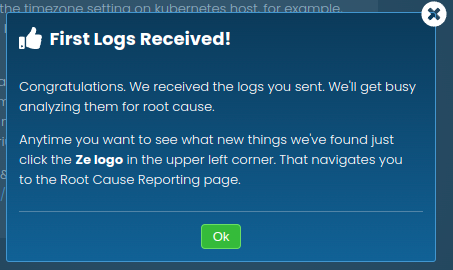 the timezone setting on kubernetes host, for example,
First Logs Received!
Congratulations. We received the logs you sent. We'll get busy
analyzing them for root cause.
Anytime you want to see what new things we've found just
click the Ze logo in the upper left corner. That navigates you
to the Root Cause Reporting page.
Ok